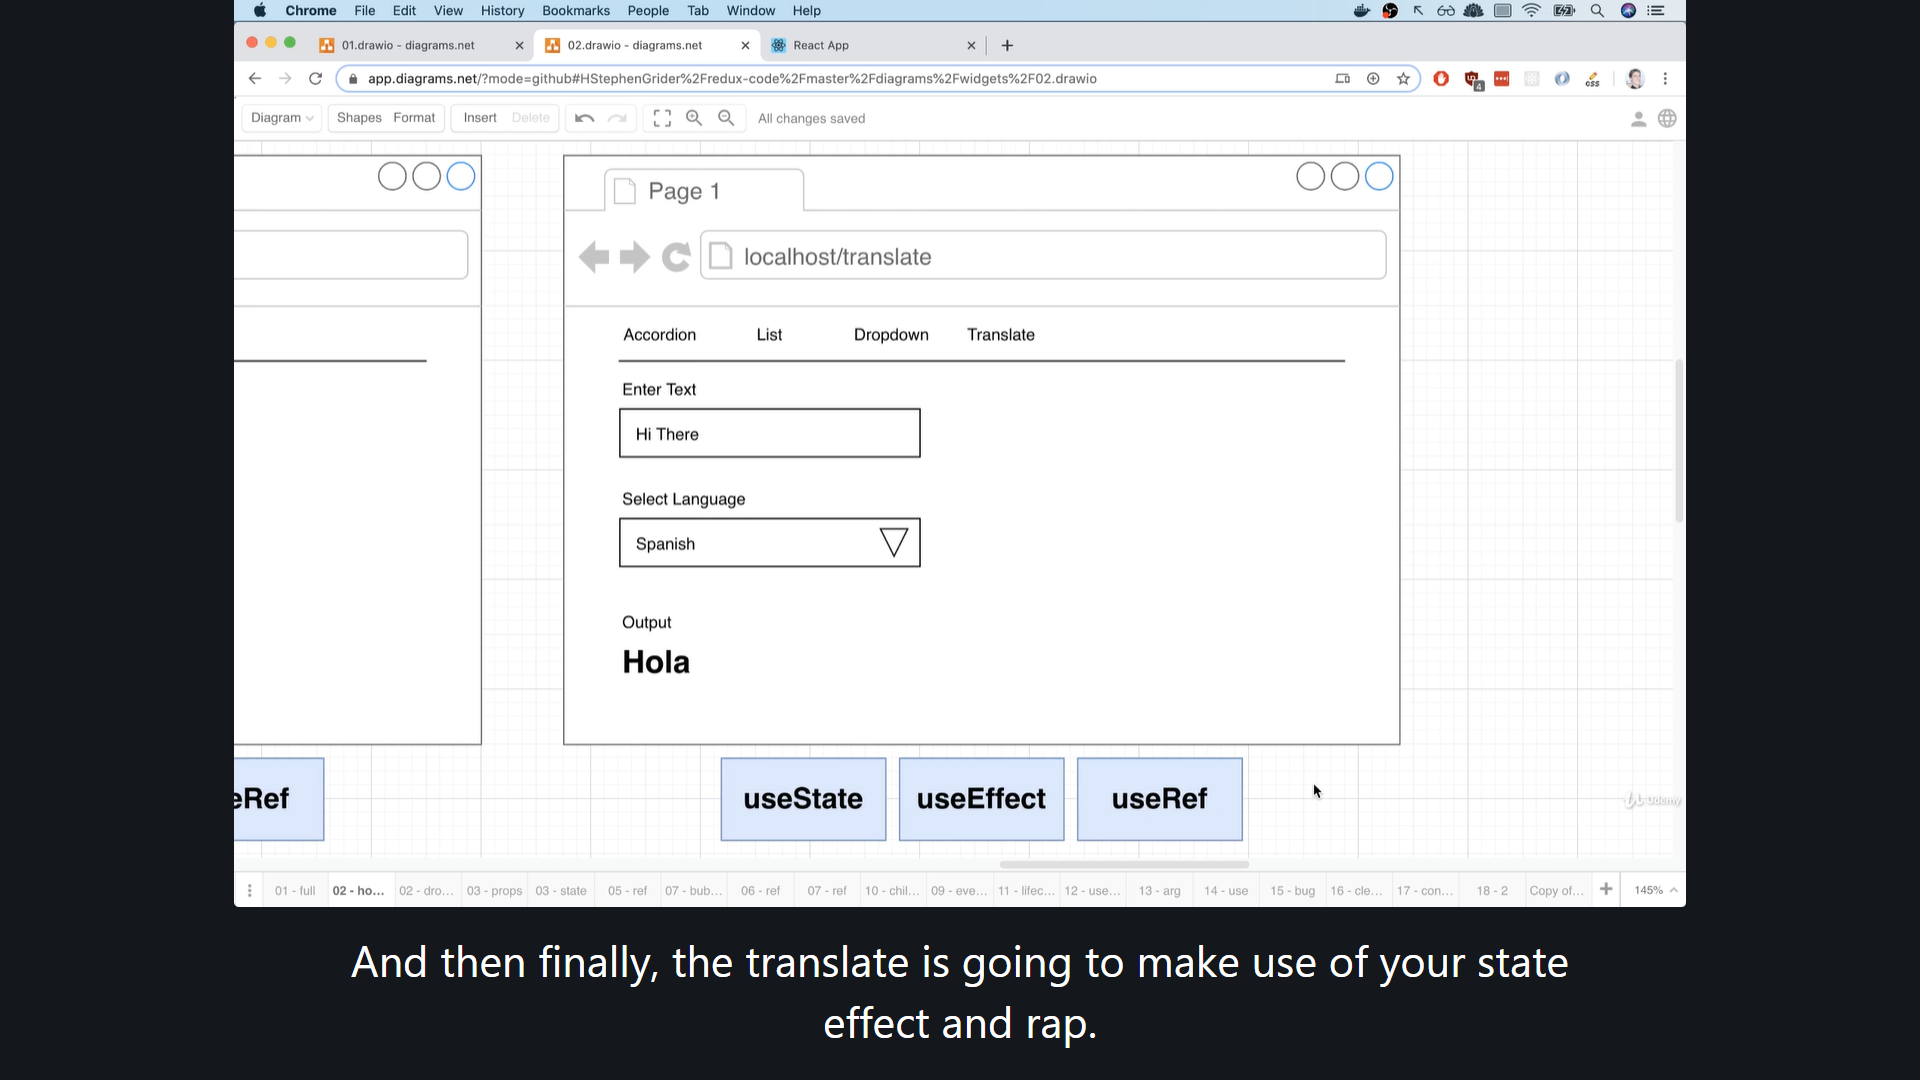 Chrome File Edit View History Bookmarks People Tab Window Help
01.drawio - diagrams.net
02.drawio - diagrams.net
React App
app.diagrams.net/?mode=github#HStephenGrider%2Fredux-code%2Fmaster%2Fdiagrams%2Fwidgets%2F02.drawio
4
css
Diagram
Shapes Format
Insert Delete
All changes saved
Page 1
localhost/translate
Accordion List Dropdown Translate
Enter Text
Hi There
Select Language
Spanish
Output
Hola
eRef
useState
useEffect
useRef
Udemy
01 - full
02 - ho...
02 - dro...
03 - props
03 - state
05 - ref
07 - bub...
06 - ref
07 - ref
10 - chil...
09 - eve...
11 - lifec...
12 - use...
13 - arg
14 - use
15 - bug
16 - cle...
17 - con...
18 - 2
Copy of...
145%
And then finally, the translate is going to make use of your state
effect and rap.